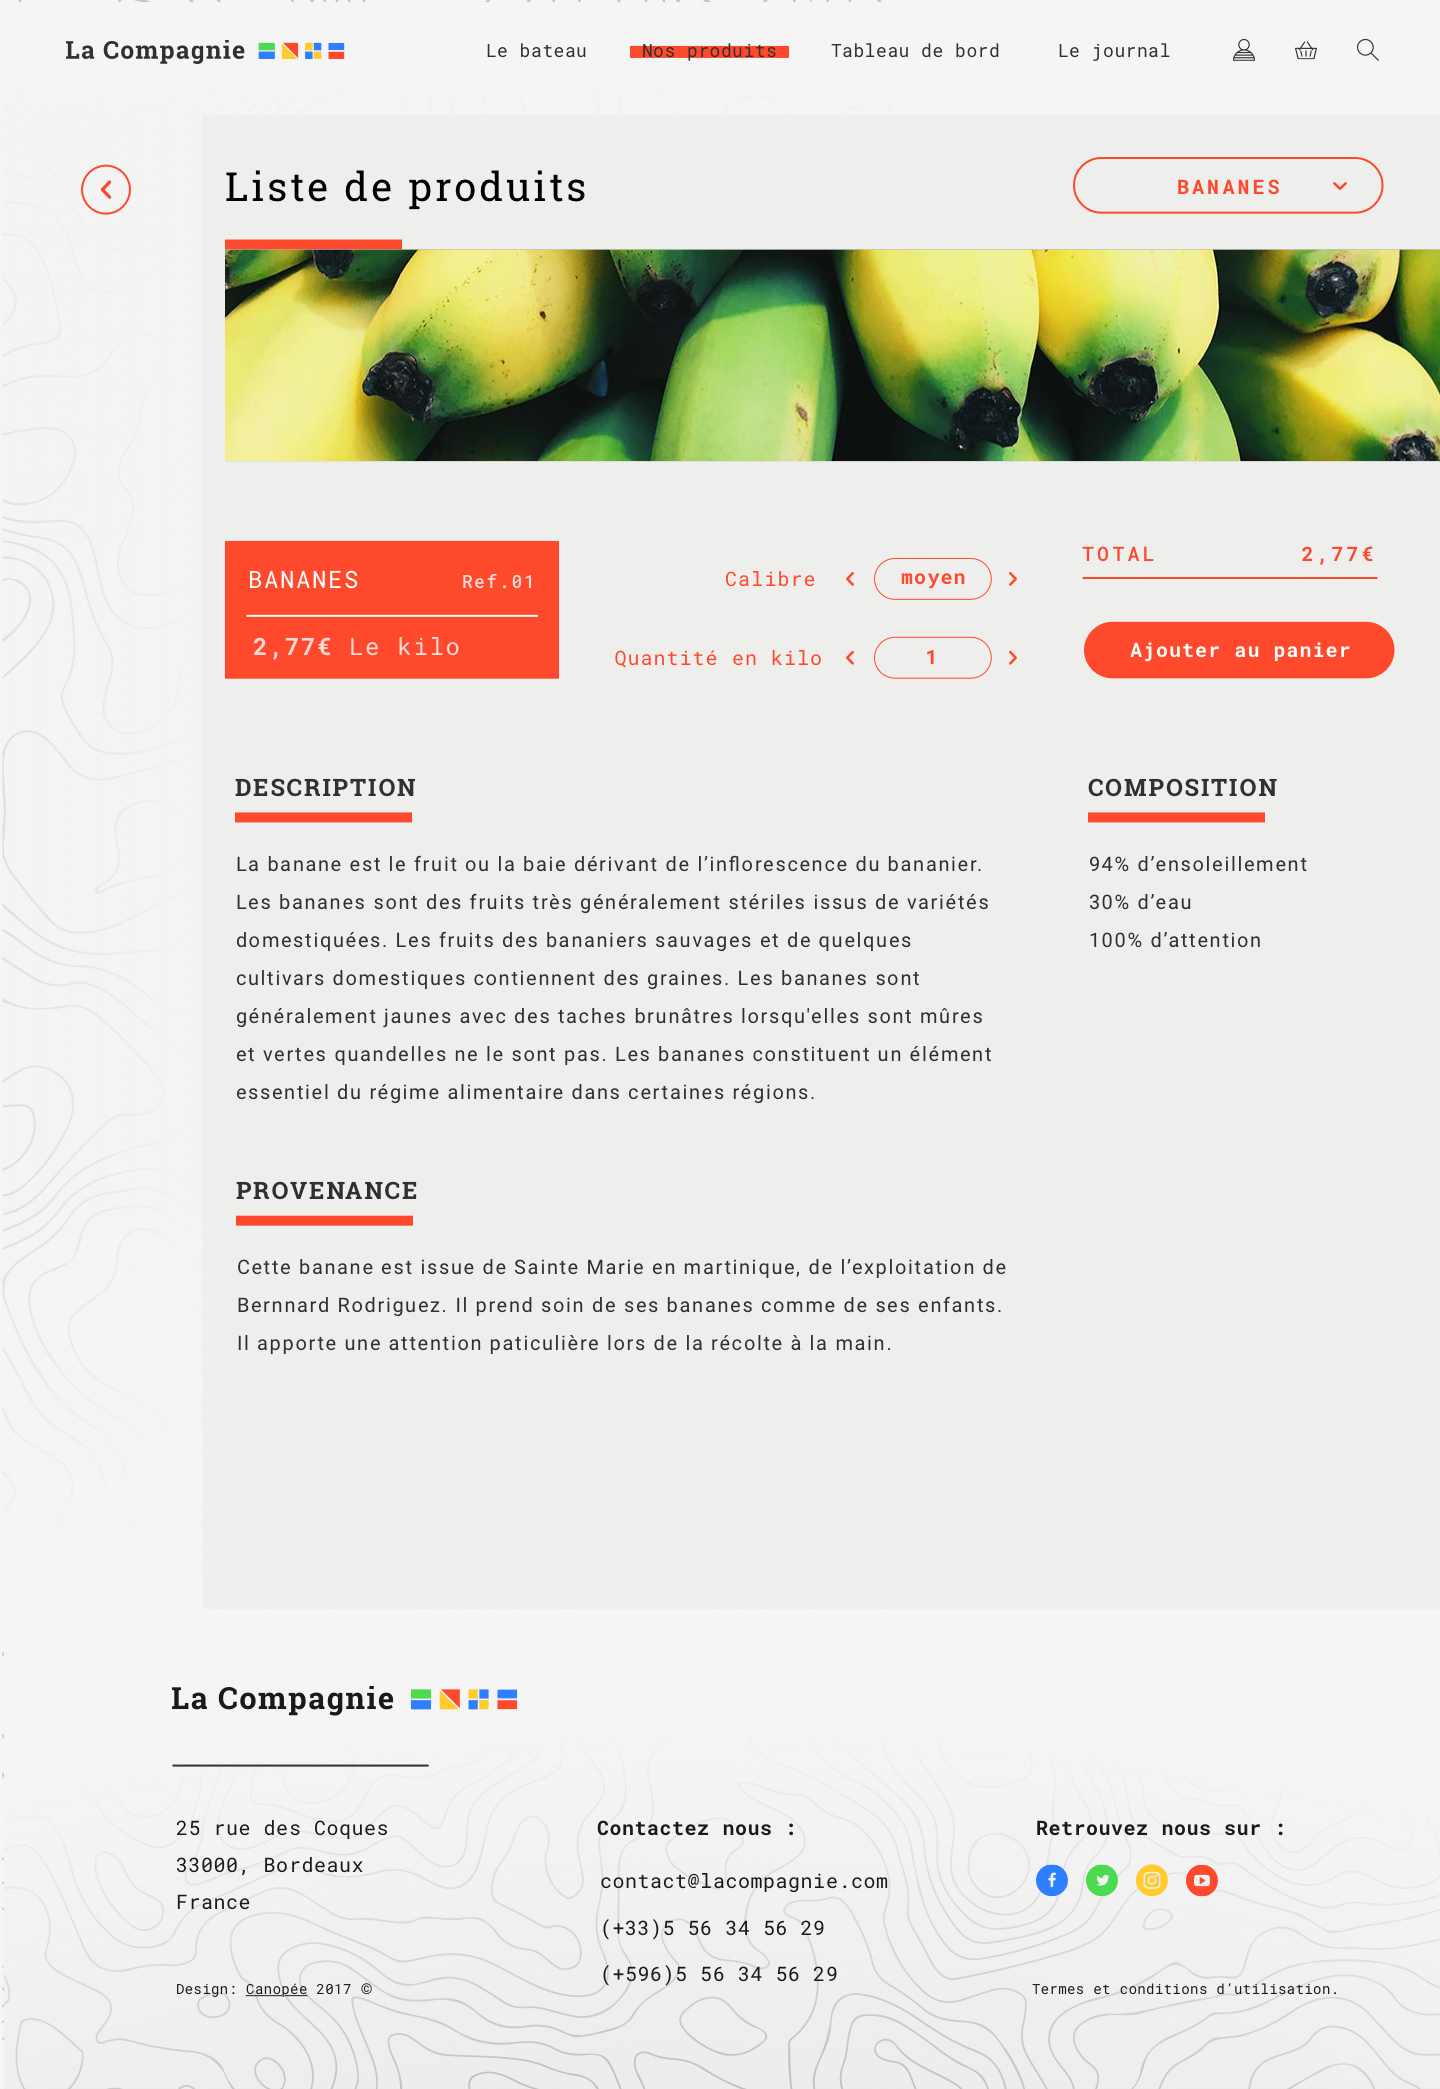 La Compagnie
Le bateau
Nos produits
Tableau de bord
Le journal
Liste de produits
BANANES
BANANES
Ref.01
2,77€ Le kilo
Calibre
moyen
Quantité en kilo
1
TOTAL
2,77€
Ajouter au panier
DESCRIPTION
La banane est le fruit ou la baie dérivant de l’inflorescence du bananier.
Les bananes sont des fruits très généralement stériles issus de variétés
domestiquées. Les fruits des bananiers sauvages et de quelques
cultivars domestiques contiennent des graines. Les bananes sont
généralement jaunes avec des taches brunâtres lorsqu'elles sont mûres
et vertes quandelles ne le sont pas. Les bananes constituent un élément
essentiel du régime alimentaire dans certaines régions.
COMPOSITION
94% d’ensoleillement
30% d’eau
100% d’attention
PROVENANCE
Cette banane est issue de Sainte Marie en martinique, de l’exploitation de
Bernnard Rodriguez. Il prend soin de ses bananes comme de ses enfants.
Il apporte une attention paticulière lors de la récolte à la main.
La Compagnie
25 rue des Coques
33000, Bordeaux
France
Design: Canopée 2017 ©
Contactez nous :
contact@lacompagnie.com
(+33)5 56 34 56 29
(+596)5 56 34 56 29
Retrouvez nous sur :
Termes et conditions d’utilisation.